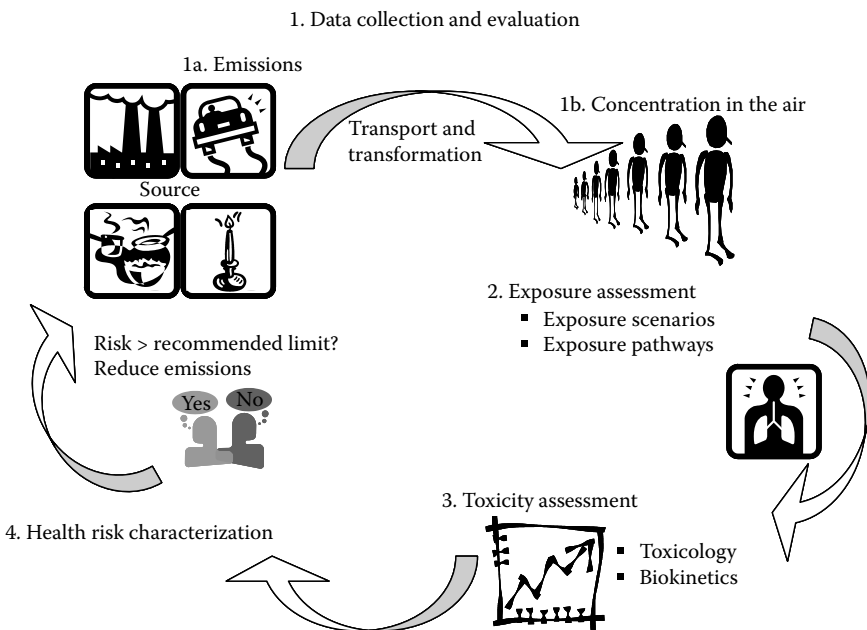 1. Data collection and evaluation
1a. Emissions
1b. Concentration in the air
Transport and
transformation
Source
2. Exposure assessment
▪ Exposure scenarios
▪ Exposure pathways
Risk > recommended limit?
Reduce emissions
Yes No
3. Toxicity assessment
4. Health risk characterization
▪ Toxicology
▪ Biokinetics